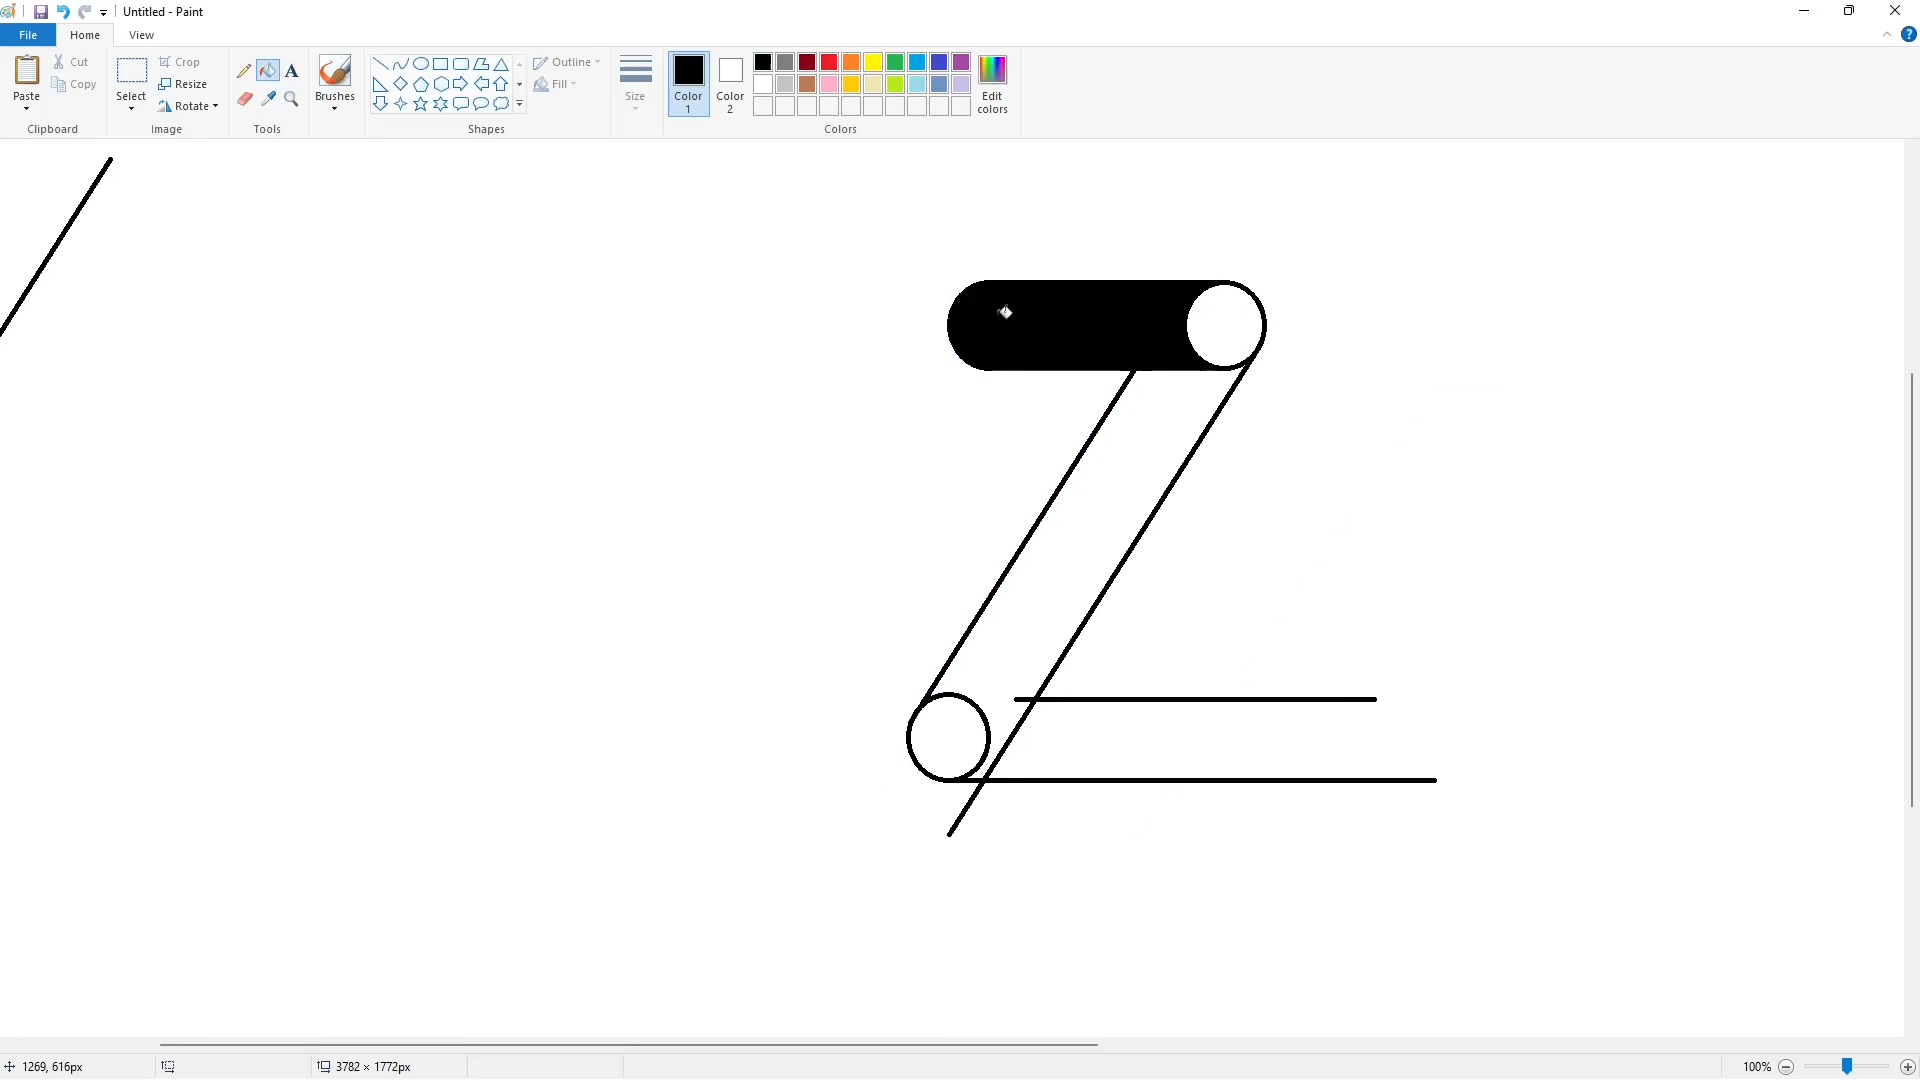 Untitled - Paint
File Home View
Paste
Cut
Copy
Clipboard
Select
Crop
Resize
Rotate
Image
Tools
Brushes
Shapes
Outline
Fill
Size
Color 1
Color 2
Edit colors
Colors
1269, 616px 3782 × 1772px 100%